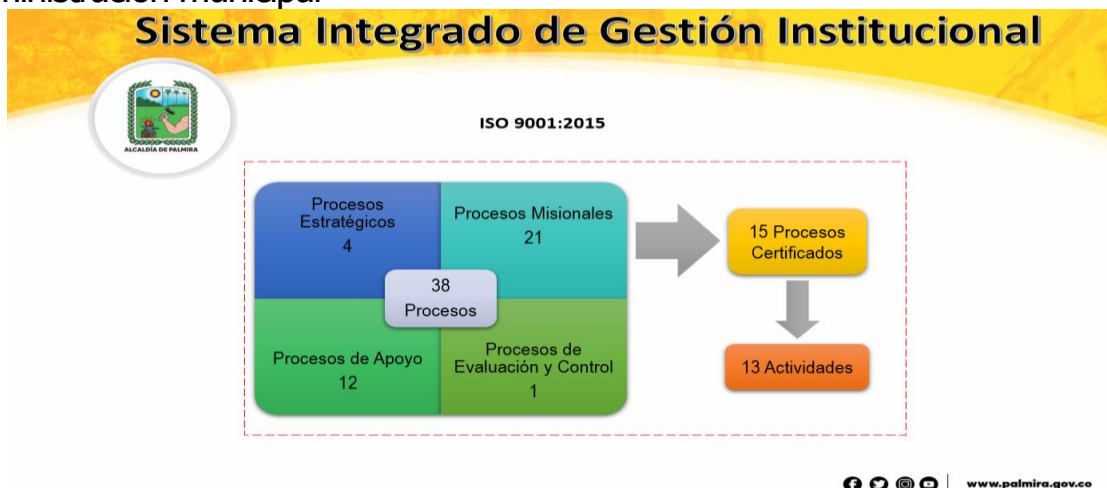 Sistema Integrado de Gestión Institucional
ALCALDÍA DE PALMIRA
ISO 9001:2015
Procesos
Estratégicos
4
Procesos Misionales
21
38
Procesos
Procesos de Apoyo
12
Procesos de
Evaluación y Control
1
15 Procesos
Certificados
13 Actividades
www.palmira.gov.co